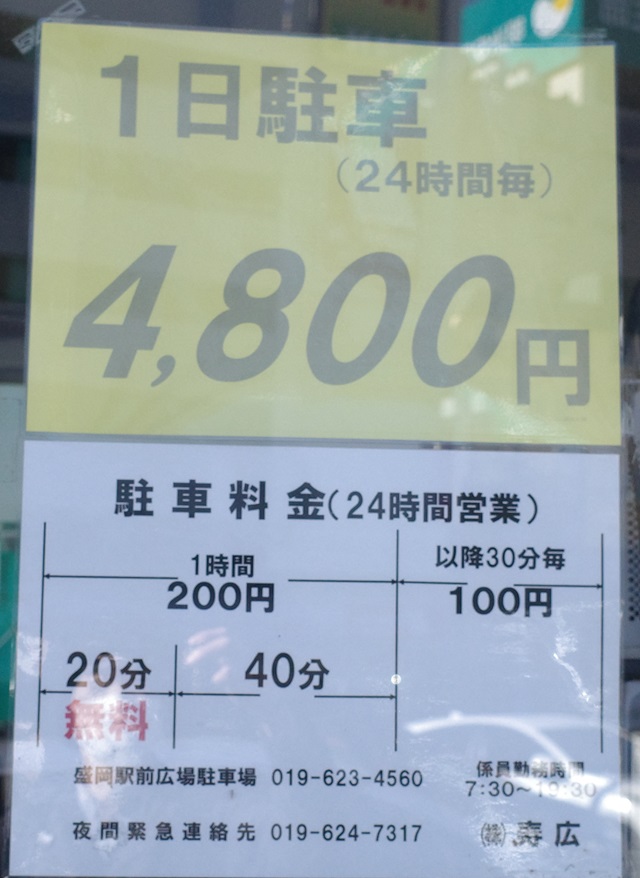 1日駐車
(24時間毎)
4,800円
駐車料金(24時間営業)
1時間
200円
以降30分毎
100円
20分
無料
40分
盛岡駅前広場駐車場 019-623-4560
係員勤務時間
7:30〜19:30
夜間緊急連絡先 019-624-7317
㈱寿広